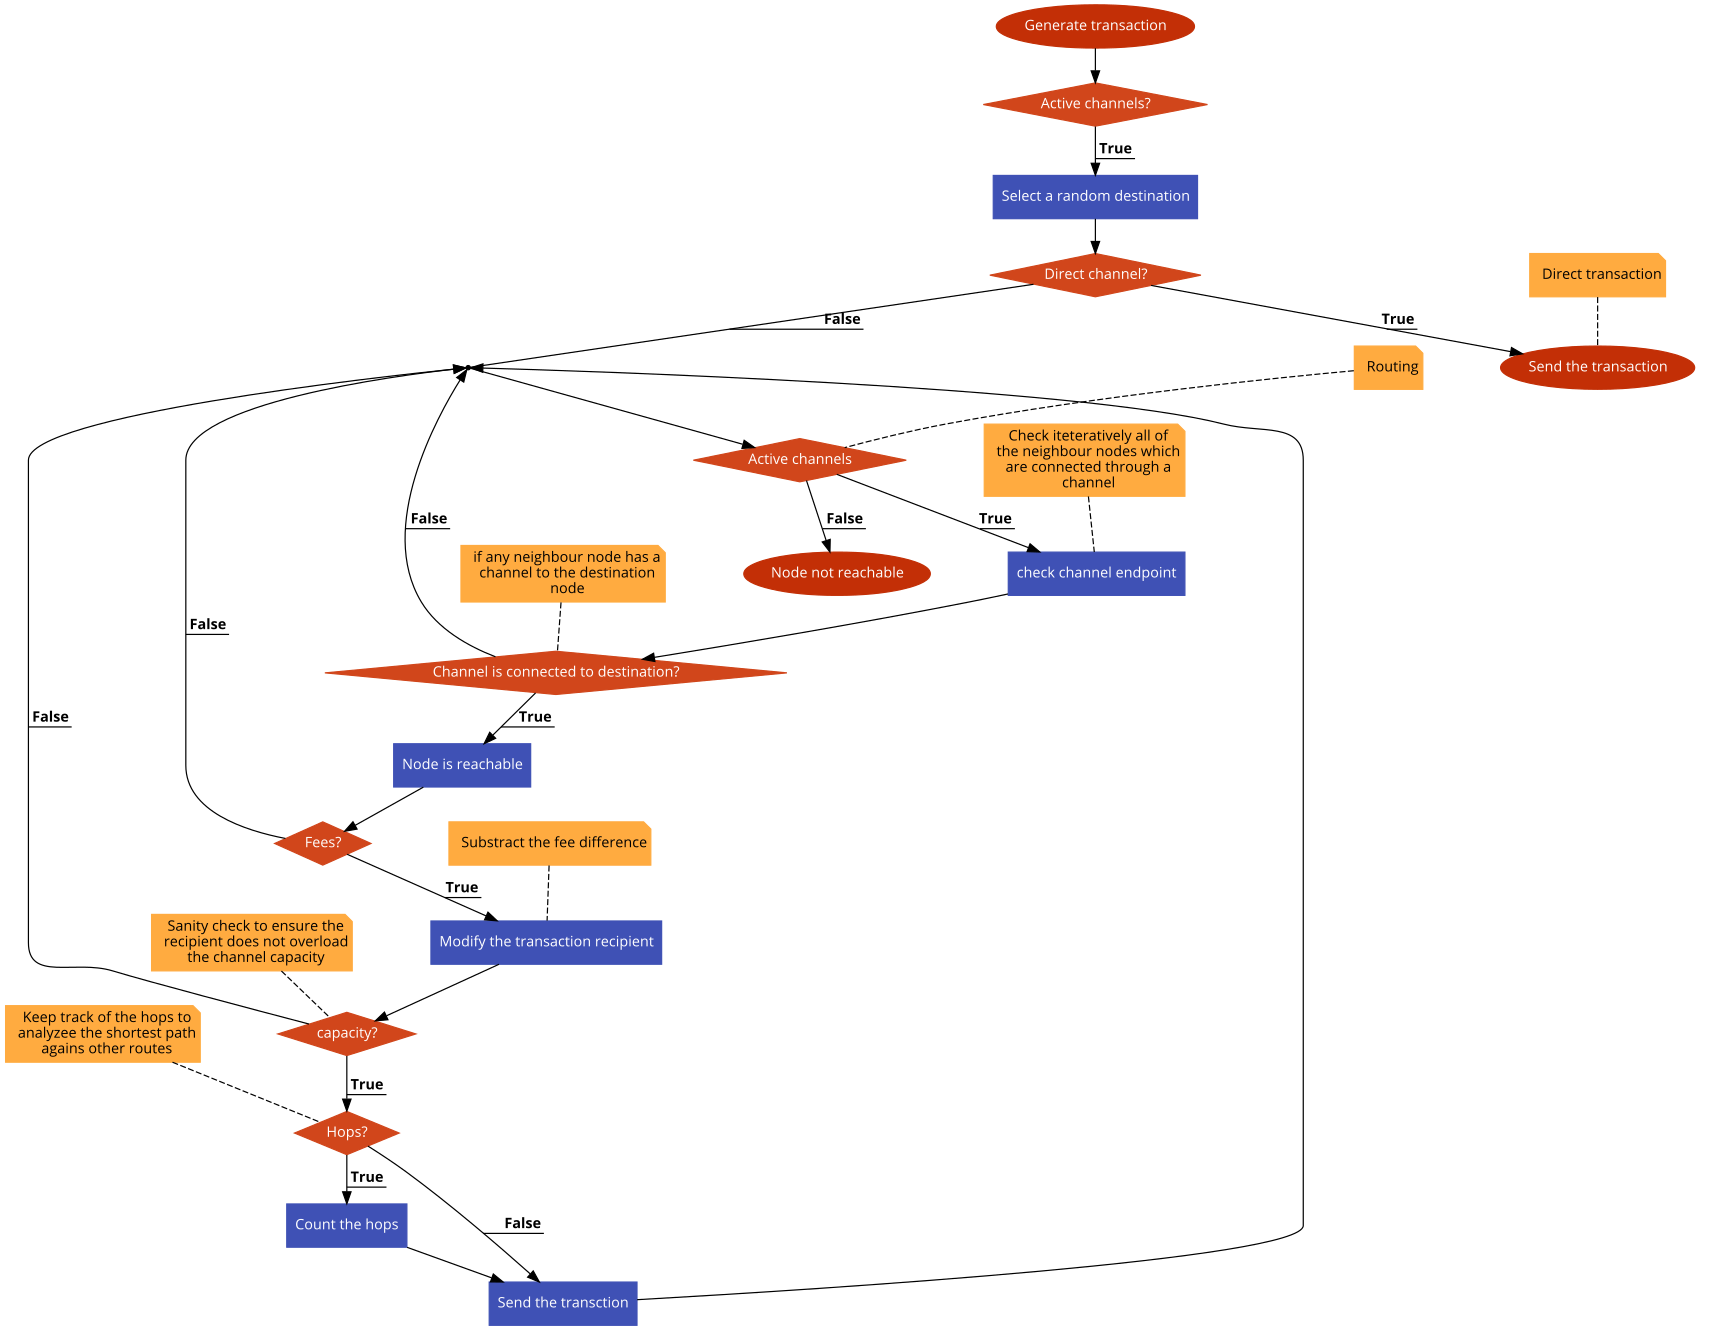 Generate transaction
Active channels?
True
Select a random destination
Direct channel?
Direct transaction
False
True
Send the transaction
Routing
Check iteteratively all of
the neighbour nodes which
are connected through a
channel
Active channels
False
False
True
if any neighbour node has a
channel to the destination
node
Node not reachable
check channel endpoint
False
Channel is connected to destination?
False
True
Node is reachable
Substract the fee difference
Fees?
True
Sanity check to ensure the
recipient does not overload
the channel capacity
Modify the transaction recipient
Keep track of the hops to
analyzee the shortest path
agains other routes
capacity?
True
Hops?
True
Count the hops
False
Send the transction